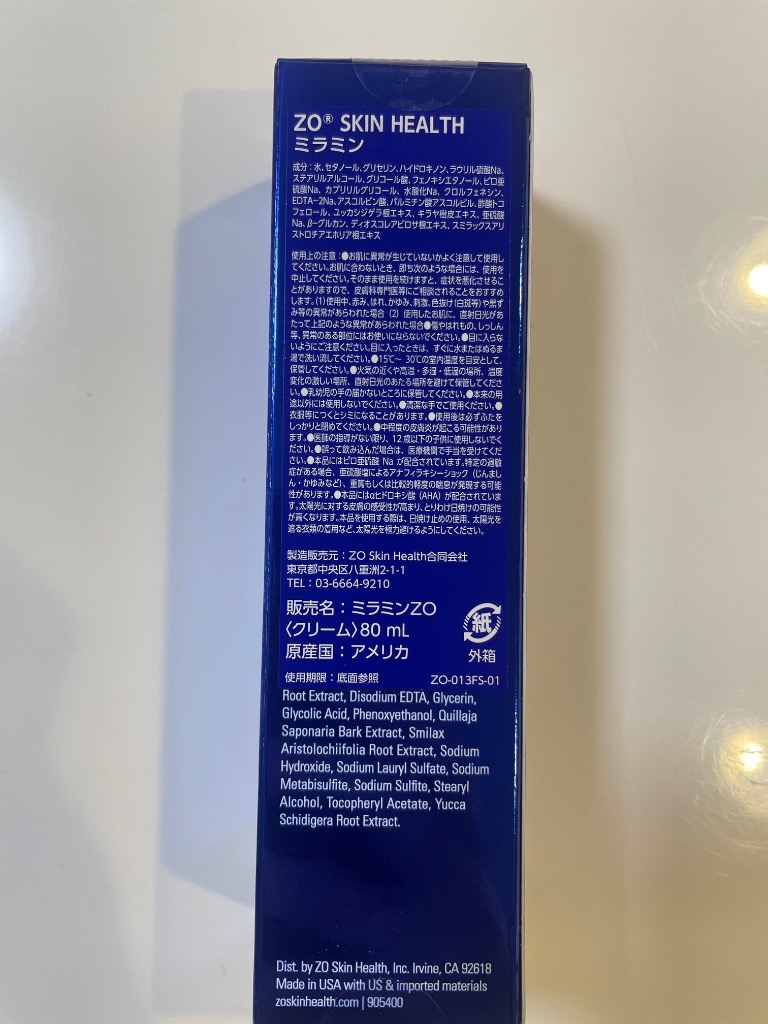 ZO® SKIN HEALTH
ミラミン
成分：水、セタノール、グリセリン、ハイドロキノン、ラウリル硫酸Na、
ステアリルアルコール、グリコール酸、フェノキシエタノール、ピロ亜
硫酸Na、カプリリルグリコール、水酸化Na、クロルフェネシン、
EDTA-2Na、アスコルビン酸、パルミチン酸アスコルビル、酢酸トコ
フェロール、ユッカシジゲラ根エキス、キラヤ樹皮エキス、亜硫酸
Na、β-グルカン、ディオスコレアビロサ根エキス、スミラックスアリ
ストロチアエホリア根エキス
使用上の注意：●お肌に異常が生じていないかよく注意して使用し
てください。お肌に合わないとき、即ち次のような場合には、使用を
中止してください。そのまま使用を続けますと、症状を悪化させるこ
とがありますので、皮膚科専門医等にご相談されることをおすすめ
します。(1)使用中、赤み、はれ、かゆみ、刺激、色抜け(白斑等)や黒ず
み等の異常があらわれた場合 (2) 使用したお肌に、直射日光があ
たって上記のような異常があらわれた場合●傷やはれもの、しっしん
等、異常のある部位にはお使いにならないでください。●目に入らな
いようにご注意ください。目に入ったときは、すぐに水またはぬるま
湯で洗い流してください。●15℃～ 30℃の室内温度を目安として、
保管してください。●火気の近くや高温・多湿・低温の場所、温度
変化の激しい場所、直射日光のあたる場所を避けて保管してくださ
い。●乳幼児の手の届かないところに保管してください。●本来の用
途以外には使用しないでください。●清潔な手でご使用ください。●
衣服等につくとシミになることがあります。●使用後は必ずふたを
しっかりと閉めてください。●中程度の皮膚炎が起こる可能性があり
ます。●医師の指導がない限り、12歳以下の子供に使用しないでく
ださい。●誤って飲み込んだ場合は、医療機関で手当を受けてくだ
さい。●本品にはピロ亜硫酸 Na が配合されています。特定の過敏
症がある場合、亜硫酸塩によるアナフィラキシーショック（じんまし
ん・かゆみなど）、重篤もしくは比較的軽度の喘息が発現する可能
性があります。●本品にはαヒドロキシ酸（AHA）が配合されていま
す。太陽光に対する皮膚の感受性が高まり、とりわけ日焼けの可能性
が高くなります。本品を使用する際は、日焼け止めの使用、太陽光を
遮る衣類の着用など、太陽光を極力避けるようにしてください。
製造販売元：ZO Skin Health合同会社
東京都中央区八重洲2-1-1
TEL：03-6664-9210
販売名：ミラミンZO
〈クリーム〉80 mL
原産国：アメリカ
紙
外箱
使用期限：底面参照 ZO-013FS-01
Root Extract, Disodium EDTA, Glycerin,
Glycolic Acid, Phenoxyethanol, Quillaja
Saponaria Bark Extract, Smilax
Aristolochiifolia Root Extract, Sodium
Hydroxide, Sodium Lauryl Sulfate, Sodium
Metabisulfite, Sodium Sulfite, Stearyl
Alcohol, Tocopheryl Acetate, Yucca
Schidigera Root Extract.
Dist. by ZO Skin Health, Inc. Irvine, CA 92618
Made in USA with US & imported materials
zoskinhealth.com | 905400